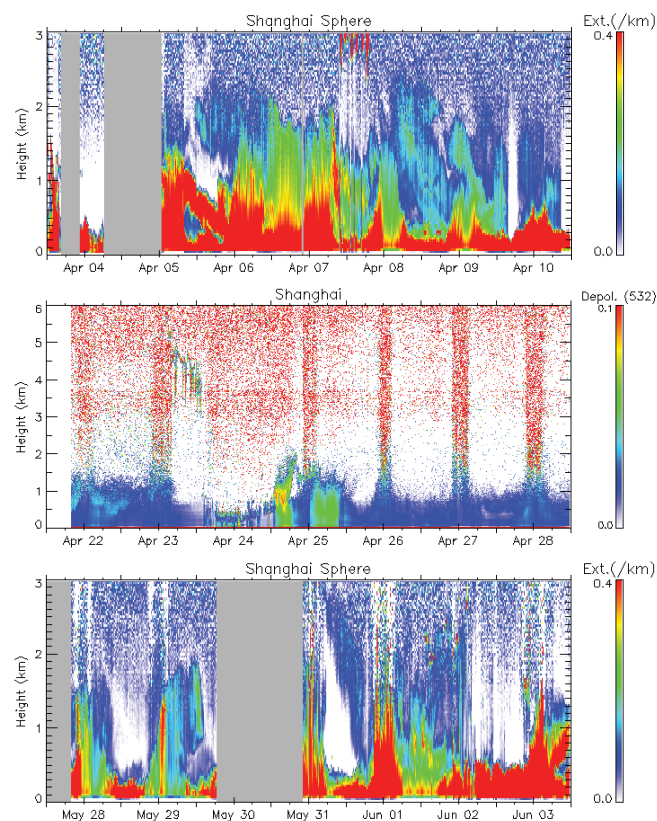 Shanghai Sphere
Ext.(/km)
3
2
1
0
Height (km)
0.4
0.0
Apr 04 Apr 05 Apr 06 Apr 07 Apr 08 Apr 09 Apr 10
Shanghai
Depol. (532)
6
5
4
3
2
1
0
Height (km)
0.1
0.0
Apr 22 Apr 23 Apr 24 Apr 25 Apr 26 Apr 27 Apr 28
Shanghai Sphere
Ext.(/km)
3
2
1
0
Height (km)
0.4
0.0
May 28 May 29 May 30 May 31 Jun 01 Jun 02 Jun 03